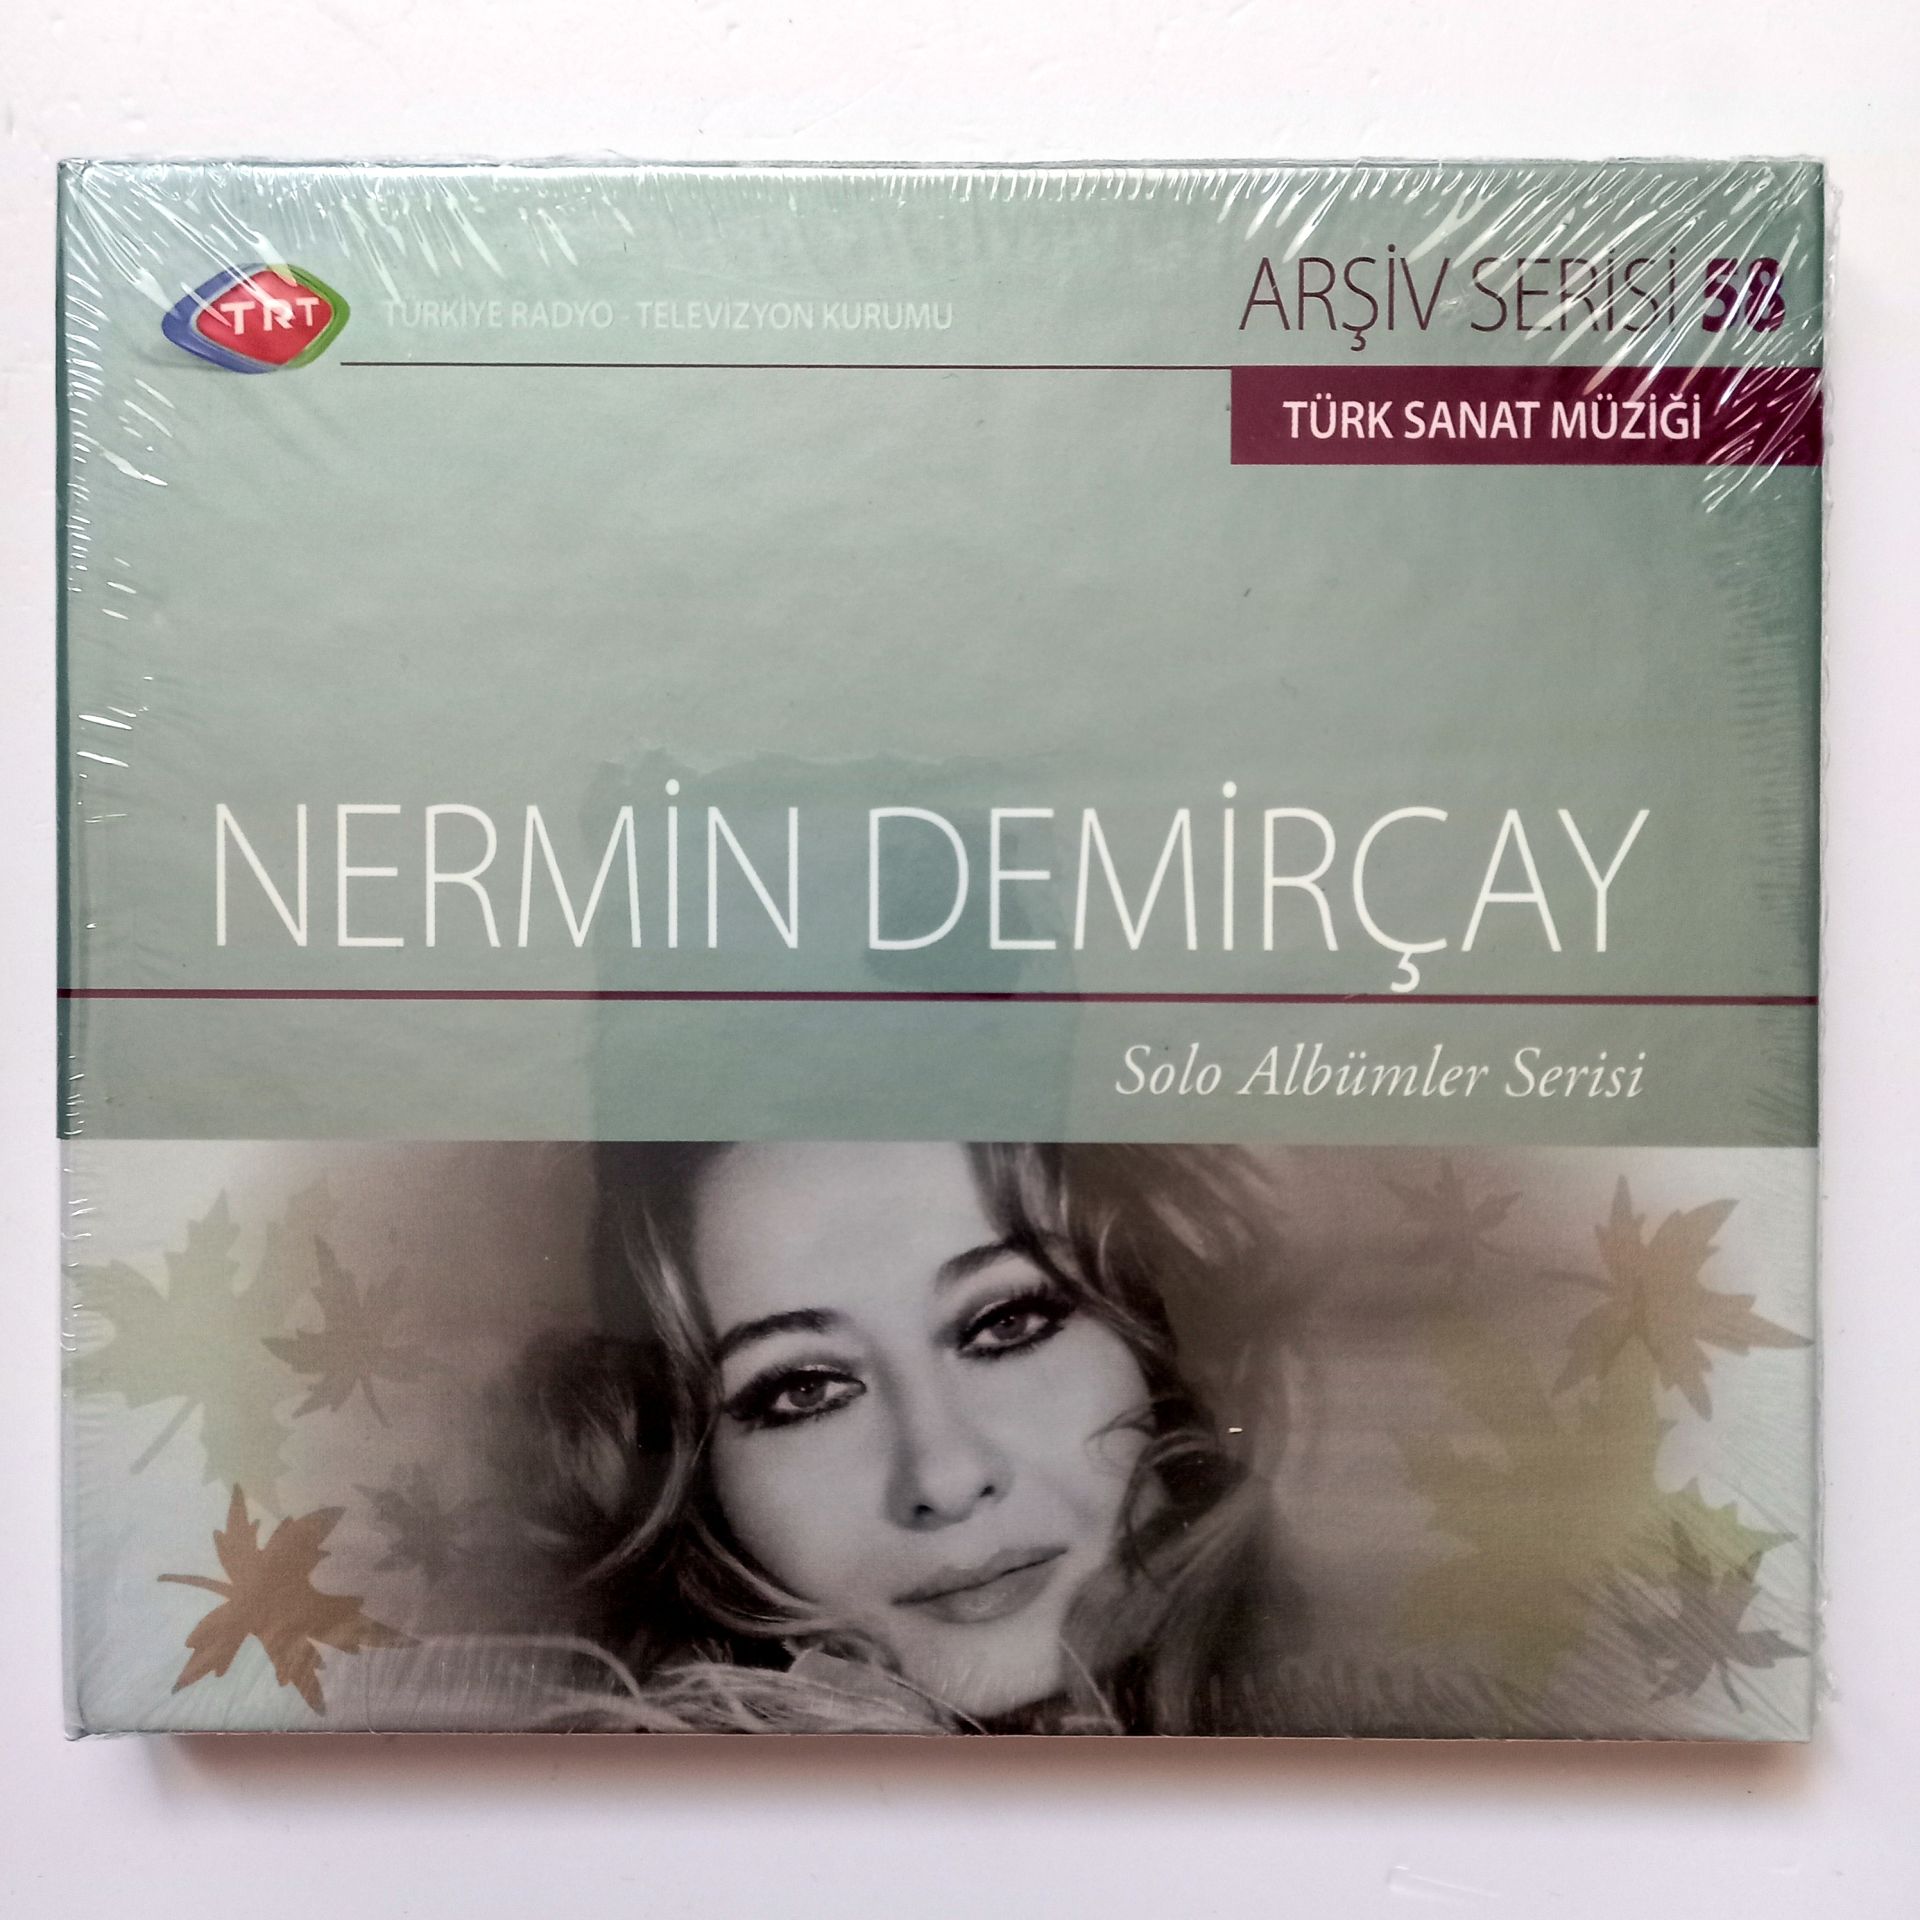 TRT
TÜRKİYE RADYO - TELEVİZYON KURUMU
ARŞİV SERİSİ 58
TÜRK SANAT MÜZİĞİ
NERMİN DEMİRÇAY
Solo Albümler Serisi